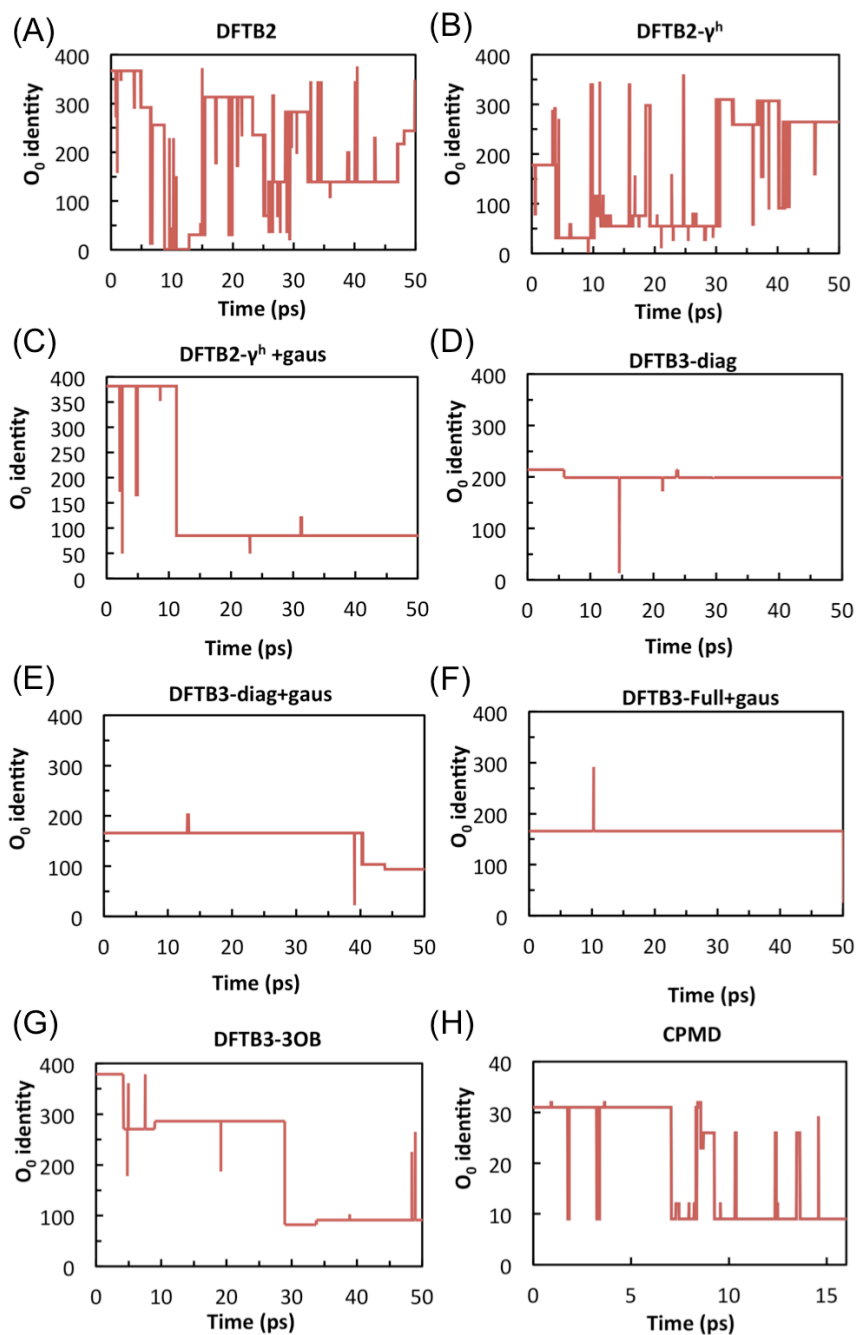 (A)
DFTB2
O₀ identity
400
300
200
100
0
0 10 20 30 40 50
Time (ps)
(B)
DFTB2-γʰ
O₀ identity
400
300
200
100
0
0 10 20 30 40 50
Time (ps)
(C)
DFTB2-γʰ +gaus
O₀ identity
400
350
300
250
200
150
100
50
0
0 10 20 30 40 50
Time (ps)
(D)
DFTB3-diag
O₀ identity
400
300
200
100
0
0 10 20 30 40 50
Time (ps)
(E)
DFTB3-diag+gaus
O₀ identity
400
300
200
100
0
0 10 20 30 40 50
Time (ps)
(F)
DFTB3-Full+gaus
O₀ identity
400
300
200
100
0
0 10 20 30 40 50
Time (ps)
(G)
DFTB3-3OB
O₀ identity
400
300
200
100
0
0 10 20 30 40 50
Time (ps)
(H)
CPMD
O₀ identity
40
30
20
10
0
0 5 10 15
Time (ps)